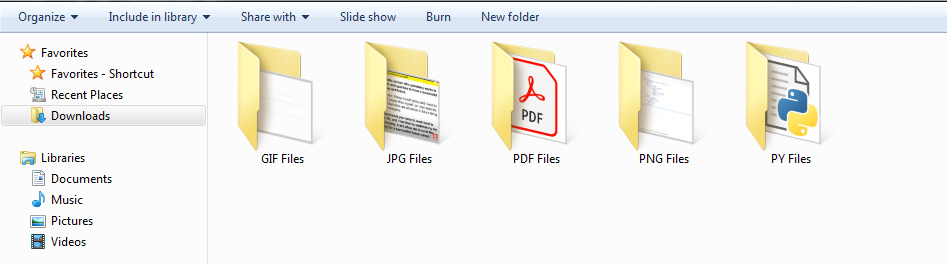 Organize Include in library Share with Slide show Burn New folder
Favorites
Favorites - Shortcut
Recent Places
Downloads
Libraries
Documents
Music
Pictures
Videos
PDF
GIF Files JPG Files PDF Files PNG Files PY Files